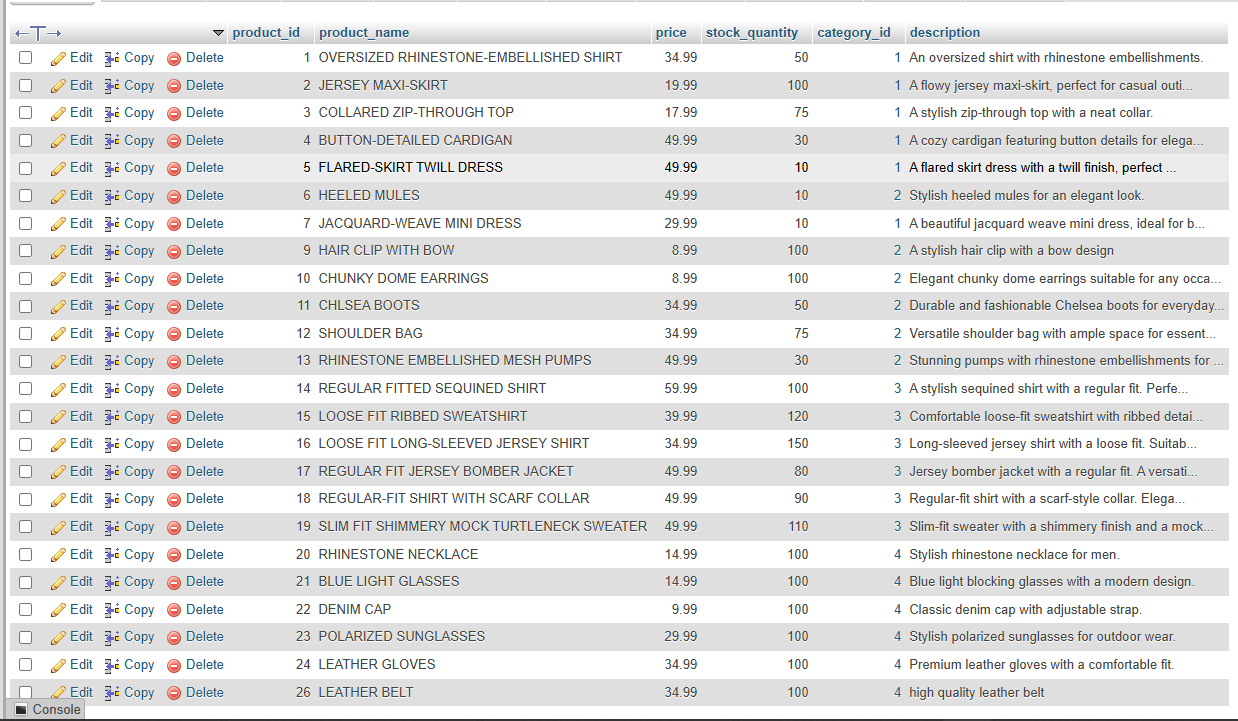 ←T→ product_id product_name price stock_quantity category_id description
Edit Copy Delete 1 OVERSIZED RHINESTONE-EMBELLISHED SHIRT 34.99 50 1 An oversized shirt with rhinestone embellishments.
Edit Copy Delete 2 JERSEY MAXI-SKIRT 19.99 100 1 A flowy jersey maxi-skirt, perfect for casual outi...
Edit Copy Delete 3 COLLARED ZIP-THROUGH TOP 17.99 75 1 A stylish zip-through top with a neat collar.
Edit Copy Delete 4 BUTTON-DETAILED CARDIGAN 49.99 30 1 A cozy cardigan featuring button details for elega...
Edit Copy Delete 5 FLARED-SKIRT TWILL DRESS 49.99 10 1 A flared skirt dress with a twill finish, perfect ...
Edit Copy Delete 6 HEELED MULES 49.99 10 2 Stylish heeled mules for an elegant look.
Edit Copy Delete 7 JACQUARD-WEAVE MINI DRESS 29.99 10 1 A beautiful jacquard weave mini dress, ideal for b...
Edit Copy Delete 9 HAIR CLIP WITH BOW 8.99 100 2 A stylish hair clip with a bow design
Edit Copy Delete 10 CHUNKY DOME EARRINGS 8.99 100 2 Elegant chunky dome earrings suitable for any occa...
Edit Copy Delete 11 CHLSEA BOOTS 34.99 50 2 Durable and fashionable Chelsea boots for everyday...
Edit Copy Delete 12 SHOULDER BAG 34.99 75 2 Versatile shoulder bag with ample space for essent...
Edit Copy Delete 13 RHINESTONE EMBELLISHED MESH PUMPS 49.99 30 2 Stunning pumps with rhinestone embellishments for ...
Edit Copy Delete 14 REGULAR FITTED SEQUINED SHIRT 59.99 100 3 A stylish sequined shirt with a regular fit. Perfe...
Edit Copy Delete 15 LOOSE FIT RIBBED SWEATSHIRT 39.99 120 3 Comfortable loose-fit sweatshirt with ribbed detai...
Edit Copy Delete 16 LOOSE FIT LONG-SLEEVED JERSEY SHIRT 34.99 150 3 Long-sleeved jersey shirt with a loose fit. Suitab...
Edit Copy Delete 17 REGULAR FIT JERSEY BOMBER JACKET 49.99 80 3 Jersey bomber jacket with a regular fit. A versati...
Edit Copy Delete 18 REGULAR-FIT SHIRT WITH SCARF COLLAR 49.99 90 3 Regular-fit shirt with a scarf-style collar. Elega...
Edit Copy Delete 19 SLIM FIT SHIMMERY MOCK TURTLENECK SWEATER 49.99 110 3 Slim-fit sweater with a shimmery finish and a mock...
Edit Copy Delete 20 RHINESTONE NECKLACE 14.99 100 4 Stylish rhinestone necklace for men.
Edit Copy Delete 21 BLUE LIGHT GLASSES 14.99 100 4 Blue light blocking glasses with a modern design.
Edit Copy Delete 22 DENIM CAP 9.99 100 4 Classic denim cap with adjustable strap.
Edit Copy Delete 23 POLARIZED SUNGLASSES 29.99 100 4 Stylish polarized sunglasses for outdoor wear.
Edit Copy Delete 24 LEATHER GLOVES 34.99 100 4 Premium leather gloves with a comfortable fit.
Edit Copy Delete 26 LEATHER BELT 34.99 100 4 high quality leather belt
Console